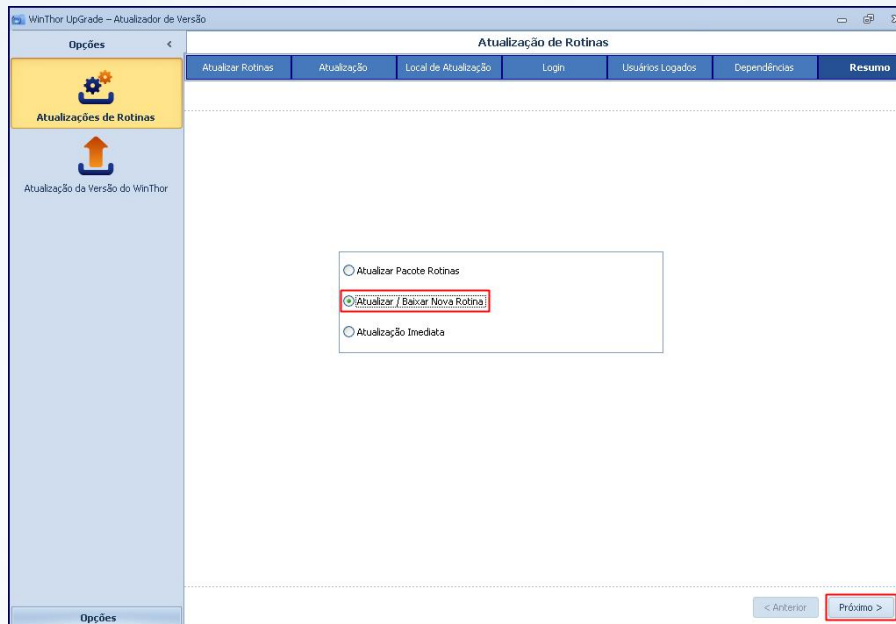 WinThor UpGrade – Atualizador de Versão
Opções <
Atualização de Rotinas
Atualizar Rotinas Atualização Local de Atualização Login Usuários Logados Dependências Resumo
Atualizações de Rotinas
Atualização da Versão do WinThor
Atualizar Pacote Rotinas
Atualizar / Baixar Nova Rotina
Atualização Imediata
< Anterior Próximo >
Opções